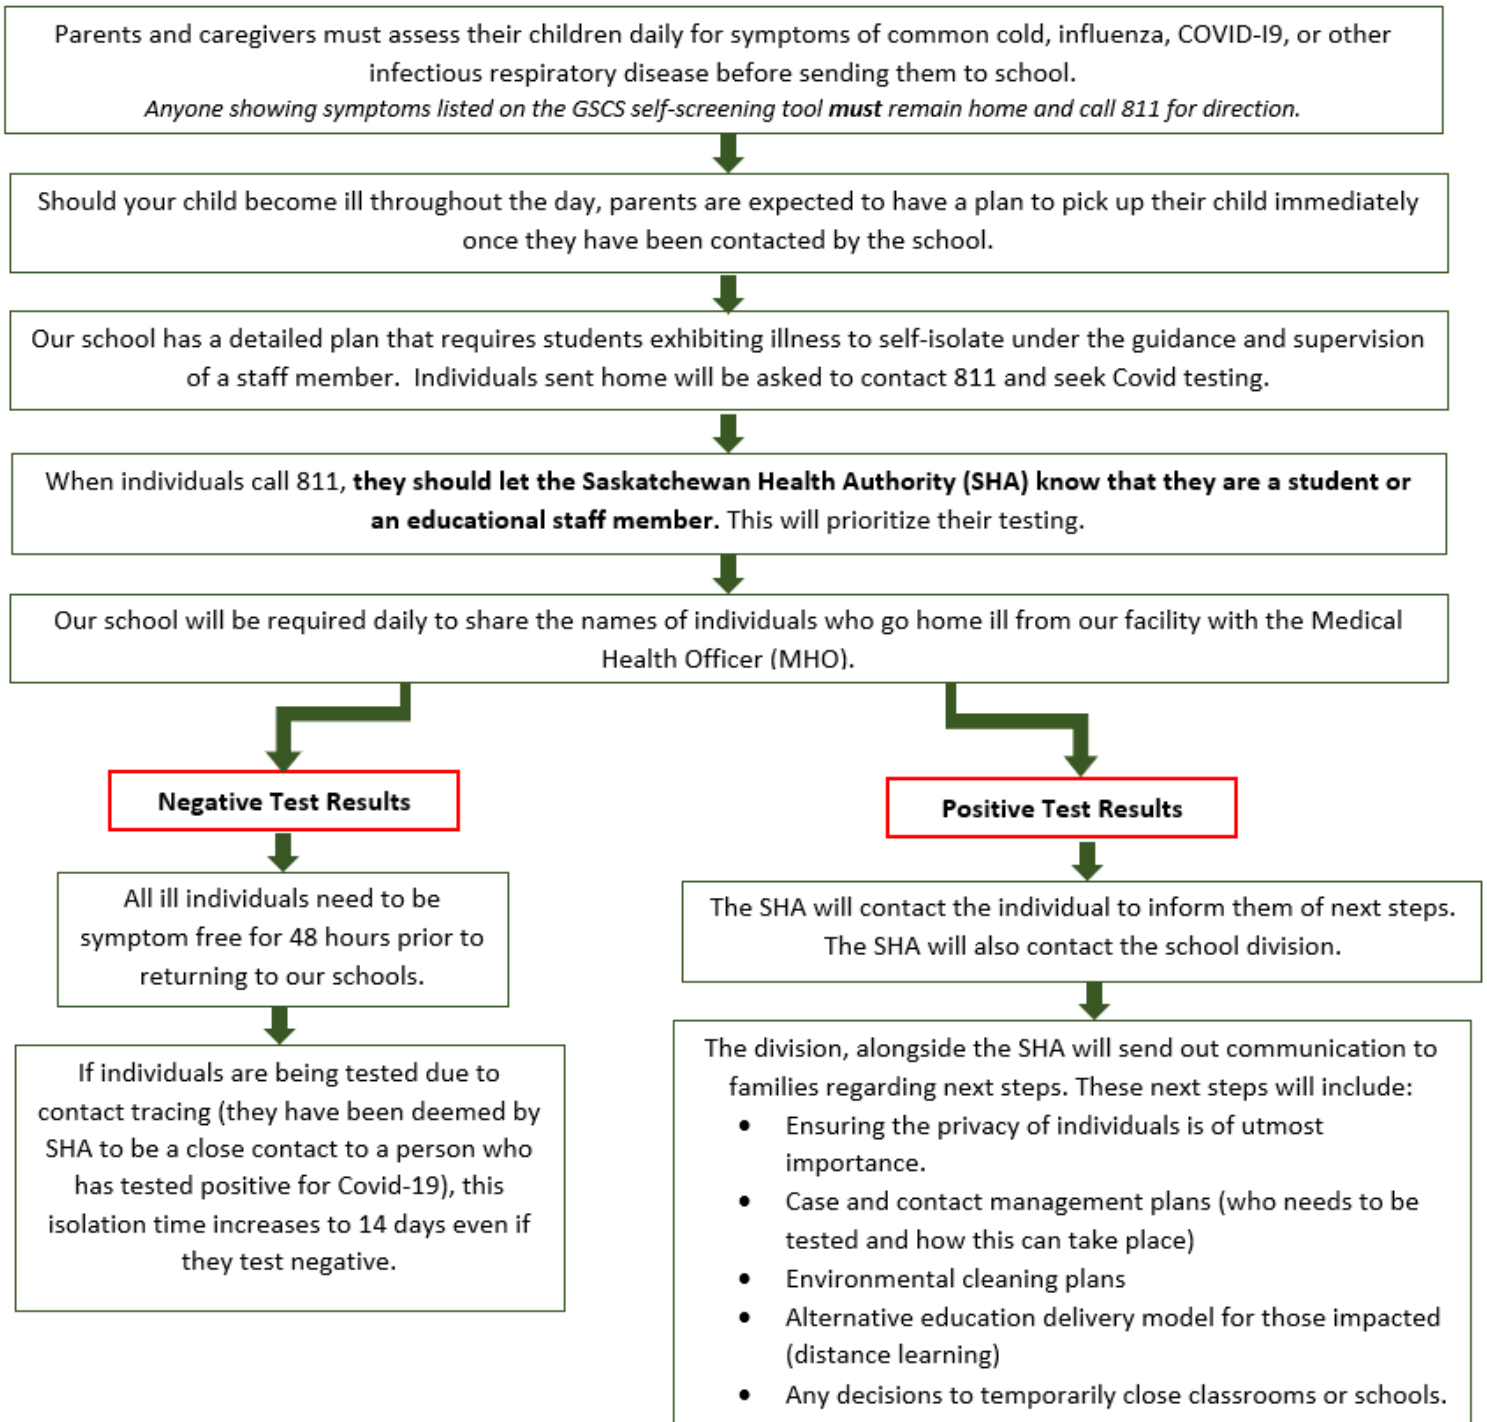 Parents and caregivers must assess their children daily for symptoms of common cold, influenza, COVID-I9, or other
infectious respiratory disease before sending them to school.
Anyone showing symptoms listed on the GSCS self-screening tool must remain home and call 811 for direction.
Should your child become ill throughout the day, parents are expected to have a plan to pick up their child immediately
once they have been contacted by the school.
Our school has a detailed plan that requires students exhibiting illness to self-isolate under the guidance and supervision
of a staff member.  Individuals sent home will be asked to contact 811 and seek Covid testing.
When individuals call 811, they should let the Saskatchewan Health Authority (SHA) know that they are a student or
an educational staff member. This will prioritize their testing.
Our school will be required daily to share the names of individuals who go home ill from our facility with the Medical
Health Officer (MHO).
Negative Test Results
All ill individuals need to be
symptom free for 48 hours prior to
returning to our schools.
If individuals are being tested due to
contact tracing (they have been deemed by
SHA to be a close contact to a person who
has tested positive for Covid-19), this
isolation time increases to 14 days even if
they test negative.
Positive Test Results
The SHA will contact the individual to inform them of next steps.
The SHA will also contact the school division.
The division, alongside the SHA will send out communication to
families regarding next steps. These next steps will include:
• Ensuring the privacy of individuals is of utmost
importance.
• Case and contact management plans (who needs to be
tested and how this can take place)
• Environmental cleaning plans
• Alternative education delivery model for those impacted
(distance learning)
• Any decisions to temporarily close classrooms or schools.